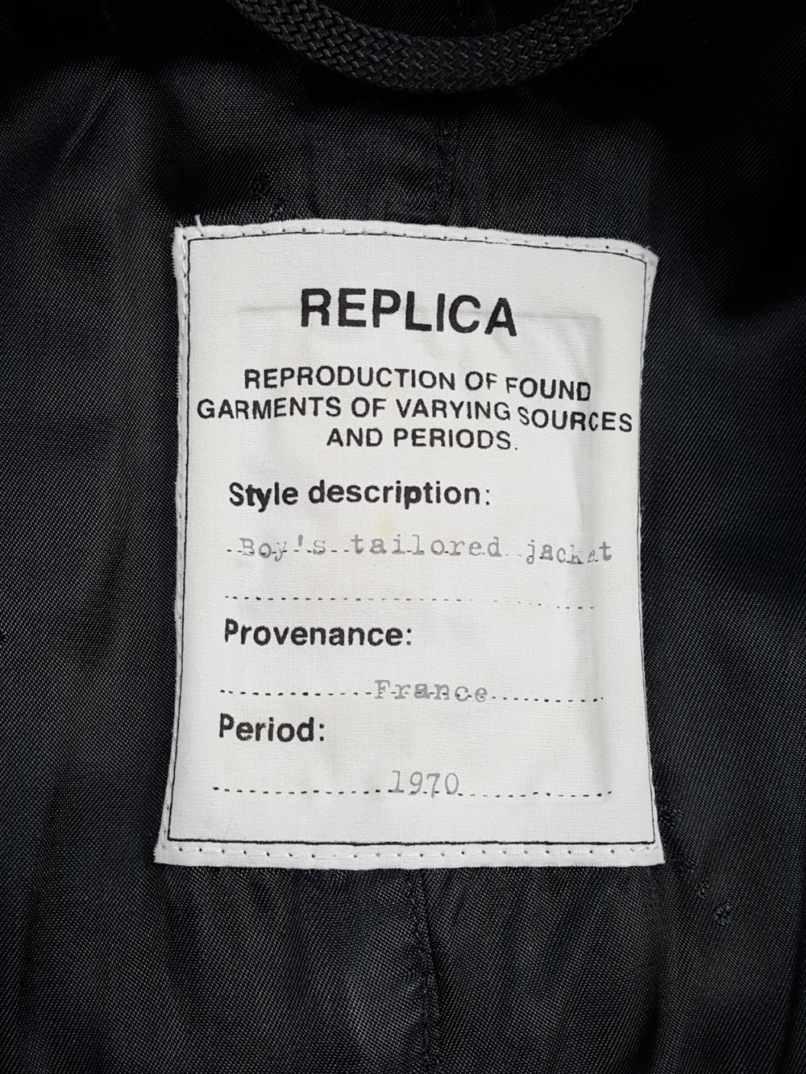 REPLICA
REPRODUCTION OF FOUND
GARMENTS OF VARYING SOURCES
AND PERIODS.
Style description:
Boy's tailored jacket
Provenance:
France
Period:
1970